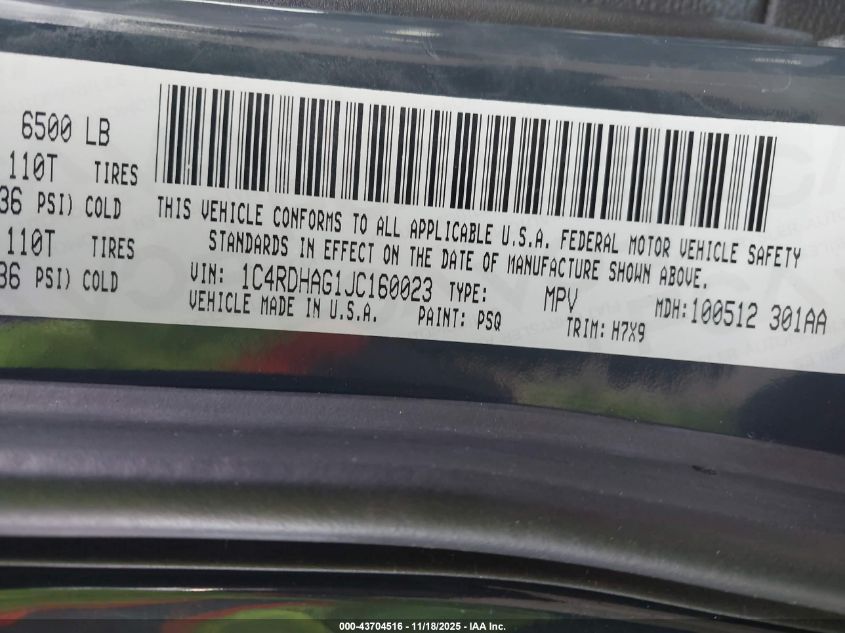 6500 LB
110T TIRES
36 PSI) COLD
110T TIRES
36 PSI) COLD
THIS VEHICLE CONFORMS TO ALL APPLICABLE U.S.A. FEDERAL MOTOR VEHICLE SAFETY
STANDARDS IN EFFECT ON THE DATE OF MANUFACTURE SHOWN ABOVE.
VIN: 1C4RDHAG1JC160023 TYPE: MPV MDH:100512 301AA
VEHICLE MADE IN U.S.A. PAINT: PSQ TRIM: H7X9
000-43704516 - 11/18/2025 - IAA Inc.